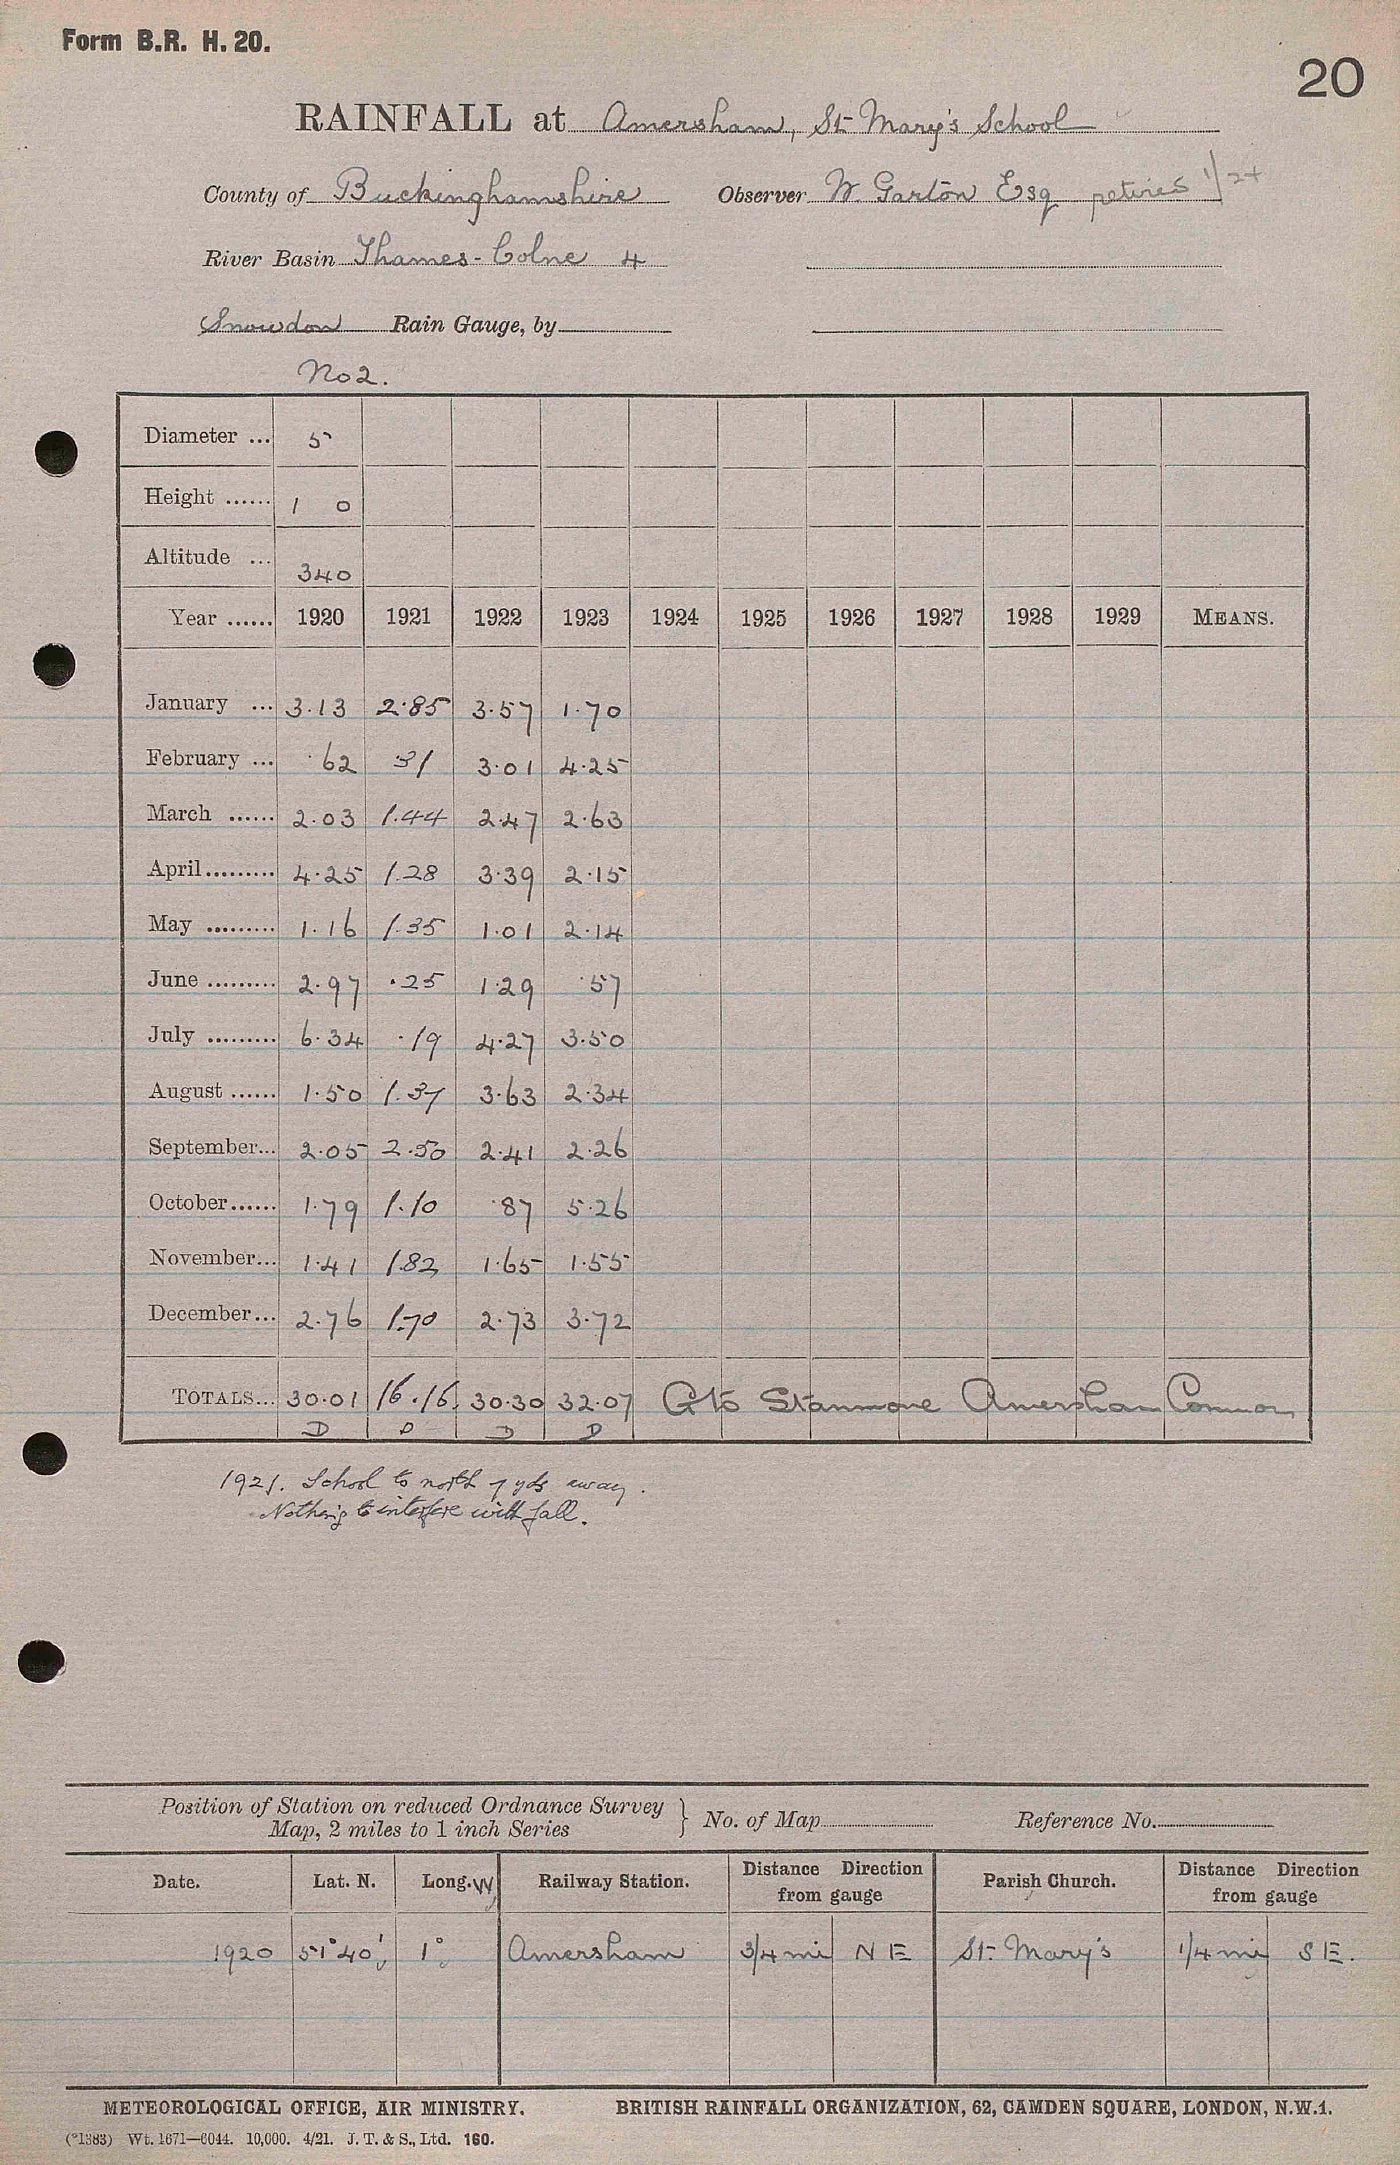 Form B.R. H. 20.
20
RAINFALL at Amersham, St Mary's School
County of Buckinghamshire Observer W. Garton Esq retires 1/24
River Basin Thames - Colne 4
Snowdon Rain Gauge, by
No 2.
Diameter ... 5
Height ...... 1 0
Altitude ... 340
Year ...... 1920 1921 1922 1923 1924 1925 1926 1927 1928 1929 MEANS.
January ... 3.13 2.85 3.57 1.70
February ... .62 .31 3.01 4.25
March ...... 2.03 1.44 2.47 2.63
April ......... 4.25 1.28 3.39 2.15
May ......... 1.16 1.35 1.01 2.14
June ......... 2.97 .25 1.29 .57
July ......... 6.34 .19 4.27 3.50
August ...... 1.50 1.37 3.63 2.34
September... 2.05 2.50 2.41 2.26
October...... 1.79 1.10 .87 5.26
November... 1.41 1.82 1.65 1.55
December... 2.76 1.70 2.73 3.72
TOTALS... 30.01 16.16 30.30 32.07 G to Stanmore Amersham Common
D D D D
1921. School to north 7 yds away.
Nothing to interfere with fall.
Position of Station on reduced Ordnance Survey
Map, 2 miles to 1 inch Series } No. of Map Reference No.
Date. Lat. N. Long. W Railway Station. Distance Direction from gauge Parish Church. Distance Direction from gauge
1920 51° 40' 1° Amersham 3/4 mi N E St. Mary's 1/4 mi S E.
METEOROLOGICAL OFFICE, AIR MINISTRY. BRITISH RAINFALL ORGANIZATION, 62, CAMDEN SQUARE, LONDON, N.W.1.
(*1383) Wt. 1671—6044. 10,000. 4/21. J. T. & S., Ltd. 160.